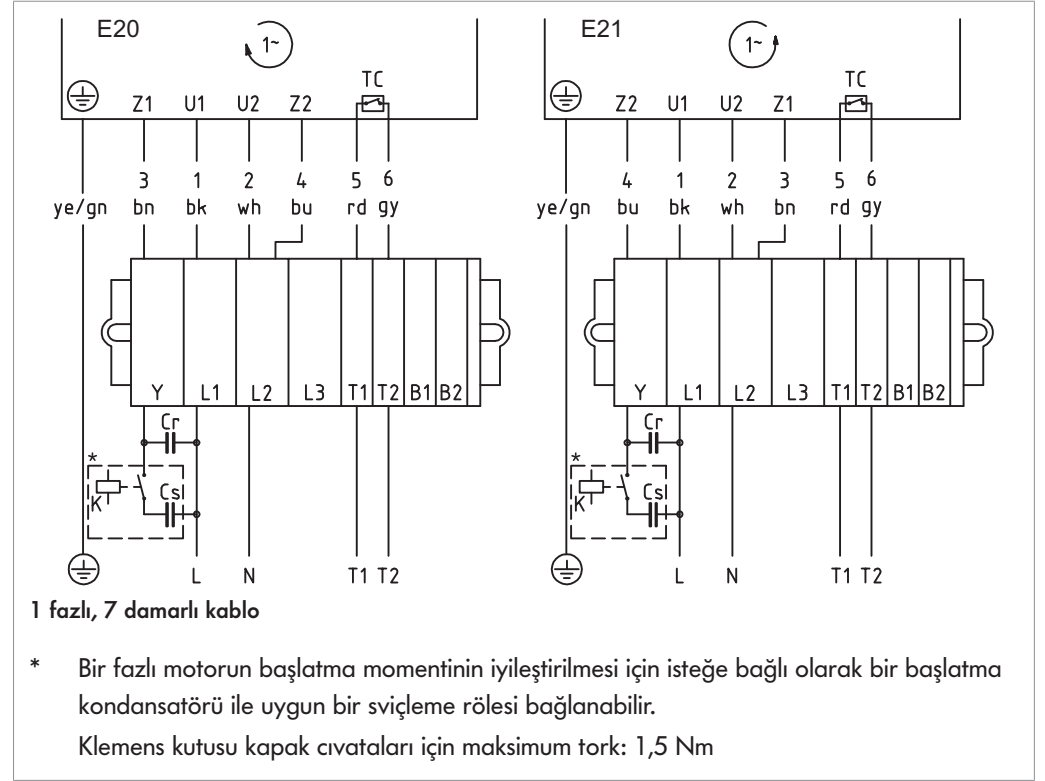 E20
1~
TC
Z1 U1 U2 Z2
3 1 2 4 5 6
ye/gn bn bk wh bu rd gy
Y L1 L2 L3 T1 T2 B1 B2
Cr
*
K Cs
L N T1 T2
E21
1~
TC
Z2 U1 U2 Z1
4 1 2 3 5 6
ye/gn bu bk wh bn rd gy
Y L1 L2 L3 T1 T2 B1 B2
Cr
*
K Cs
L N T1 T2
1 fazlı, 7 damarlı kablo
* Bir fazlı motorun başlatma momentinin iyileştirilmesi için isteğe bağlı olarak bir başlatma
kondansatörü ile uygun bir sviçleme rölesi bağlanabilir.
Klemens kutusu kapak cıvataları için maksimum tork: 1,5 Nm